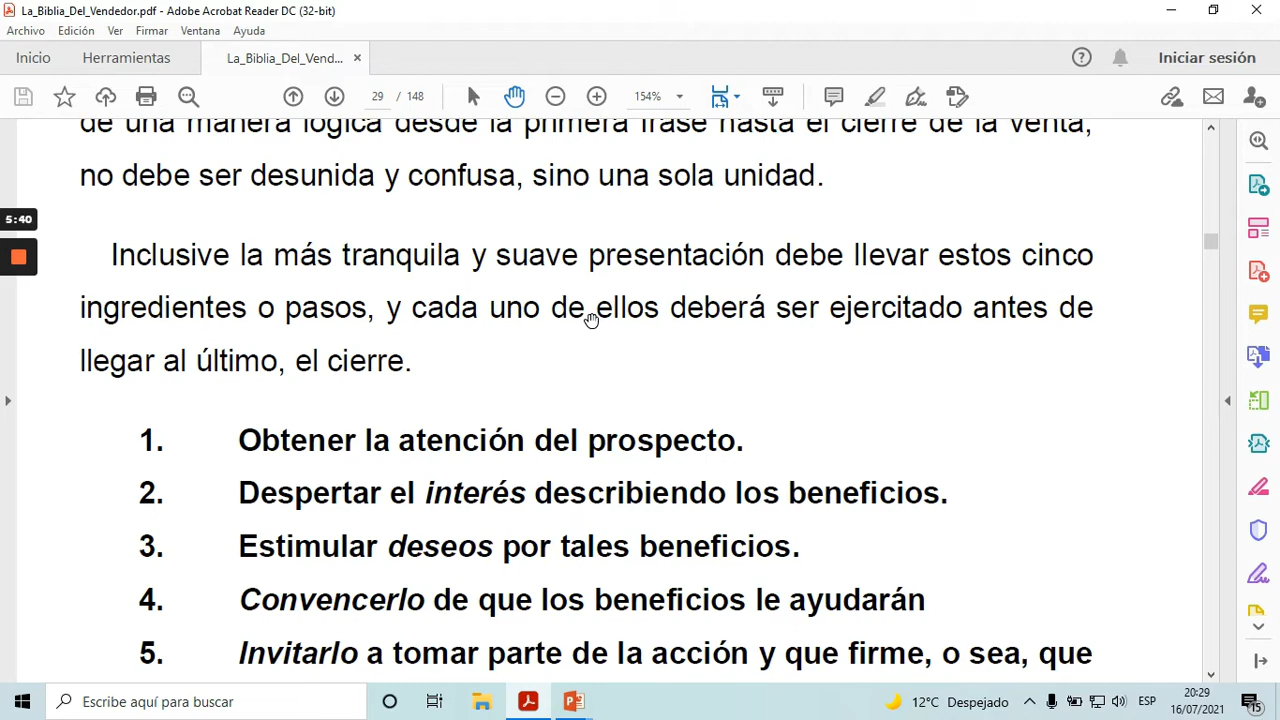 La_Biblia_Del_Vendedor.pdf - Adobe Acrobat Reader DC (32-bit)
Archivo Edición Ver Firmar Ventana Ayuda
Inicio Herramientas La_Biblia_Del_Vend... × Iniciar sesión
29 / 148 154%
de una manera lógica desde la primera frase hasta el cierre de la venta,
no debe ser desunida y confusa, sino una sola unidad.
5:40
Inclusive la más tranquila y suave presentación debe llevar estos cinco
ingredientes o pasos, y cada uno de ellos deberá ser ejercitado antes de
llegar al último, el cierre.
1. Obtener la atención del prospecto.
2. Despertar el interés describiendo los beneficios.
3. Estimular deseos por tales beneficios.
4. Convencerlo de que los beneficios le ayudarán
5. Invitarlo a tomar parte de la acción y que firme, o sea, que
Escribe aquí para buscar 12°C Despejado ESP 20:29
16/07/2021 15